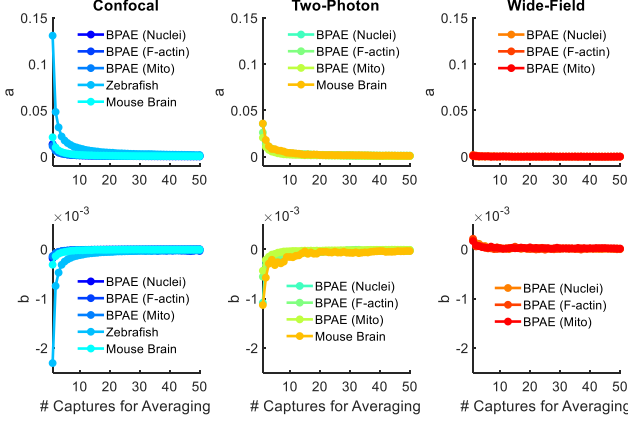 Confocal
Two-Photon
Wide-Field
0.15
0.1
0.05
0
a
BPAE (Nuclei)
BPAE (F-actin)
BPAE (Mito)
Zebrafish
Mouse Brain
10 20 30 40 50
0.15
0.1
0.05
0
a
BPAE (Nuclei)
BPAE (F-actin)
BPAE (Mito)
Mouse Brain
10 20 30 40 50
0.15
0.1
0.05
0
a
BPAE (Nuclei)
BPAE (F-actin)
BPAE (Mito)
10 20 30 40 50
×10⁻³
0
-1
-2
b
BPAE (Nuclei)
BPAE (F-actin)
BPAE (Mito)
Zebrafish
Mouse Brain
10 20 30 40 50
# Captures for Averaging
×10⁻³
0
-1
-2
b
BPAE (Nuclei)
BPAE (F-actin)
BPAE (Mito)
Mouse Brain
10 20 30 40 50
# Captures for Averaging
×10⁻³
0
-1
-2
b
BPAE (Nuclei)
BPAE (F-actin)
BPAE (Mito)
10 20 30 40 50
# Captures for Averaging